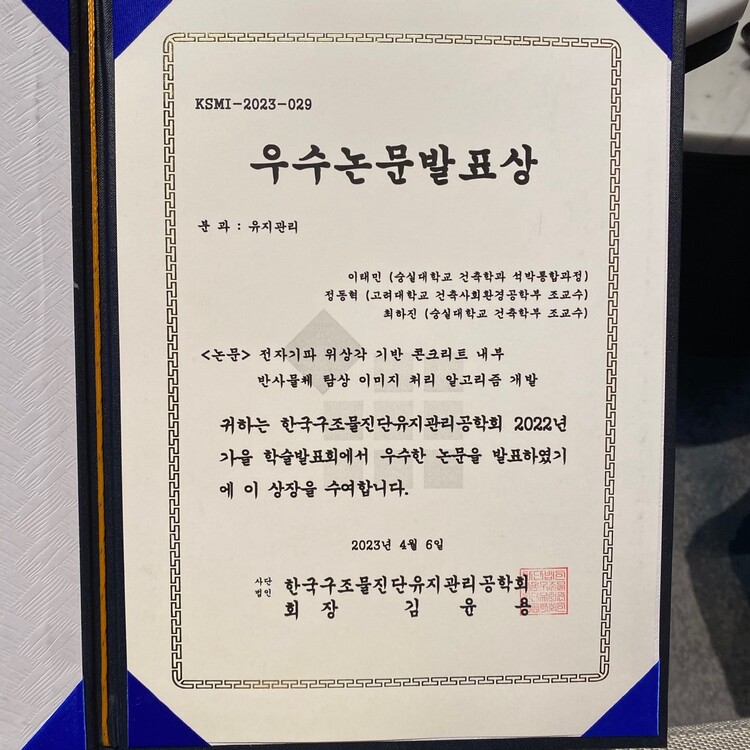 KSMI-2023-029
우수논문발표상
분 과 : 유지관리
이태민 (숭실대학교 건축학과 석박통합과정)
정동혁 (고려대학교 건축사회환경공학부 조교수)
최하진 (숭실대학교 건축학부 조교수)
<논문> 전자기파 위상각 기반 콘크리트 내부
반사물체 탐상 이미지 처리 알고리즘 개발
귀하는 한국구조물진단유지관리공학회 2022년
가을 학술발표회에서 우수한 논문을 발표하였기
에 이 상장을 수여합니다.
2023년 4월 6일
사단
법인 한국구조물진단유지관리공학회
회 장 김 윤 용